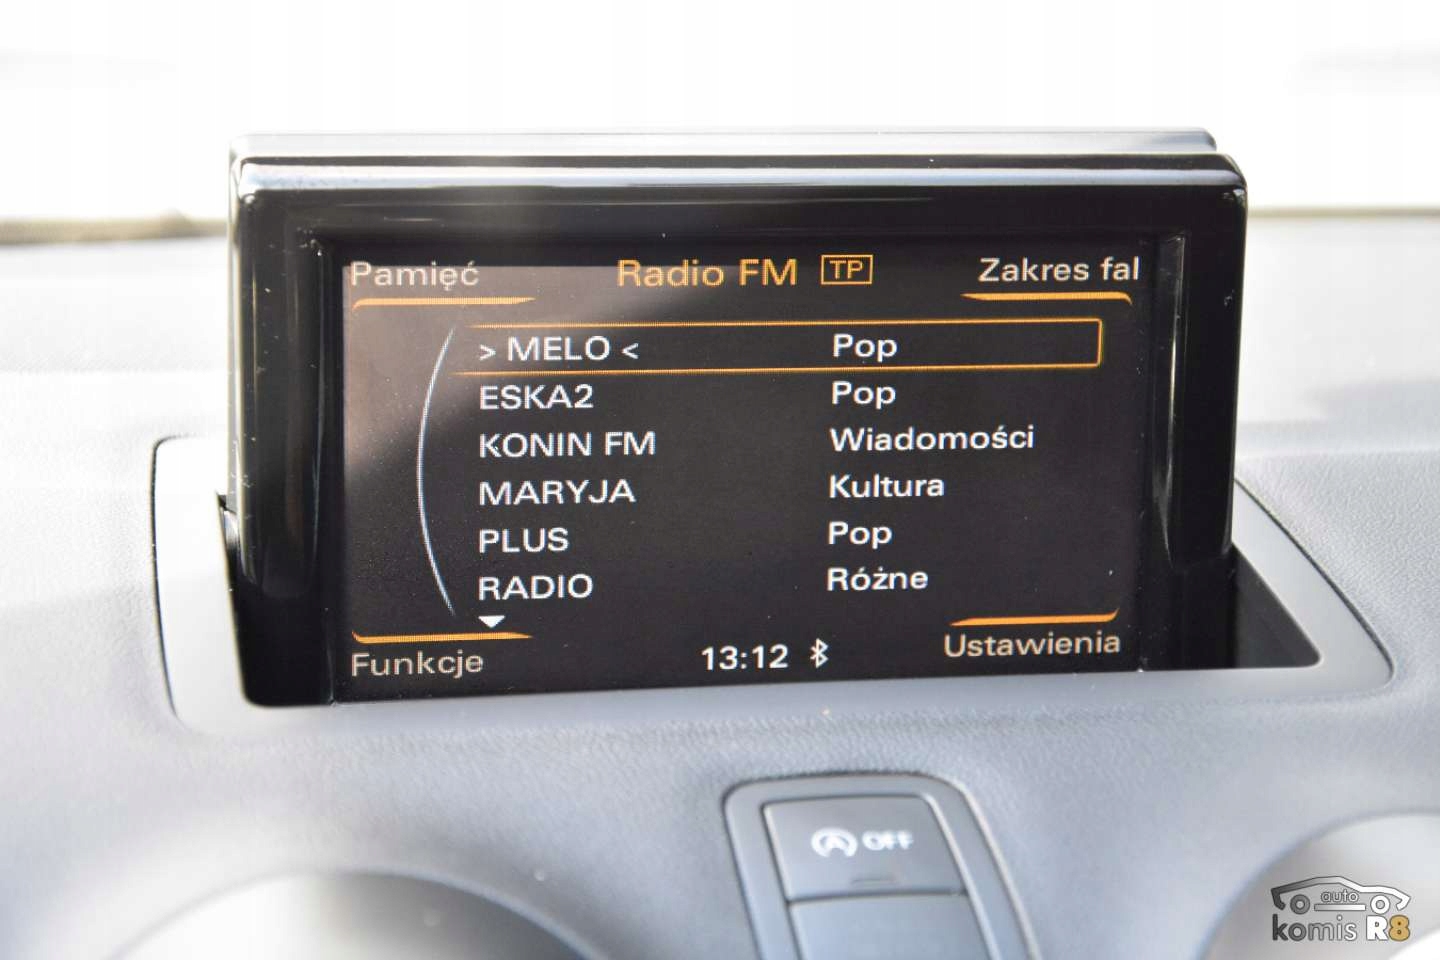 Pamięć Radio FM TP Zakres fal
> MELO < Pop
ESKA2 Pop
KONIN FM Wiadomości
MARYJA Kultura
PLUS Pop
RADIO Różne
Funkcje 13:12 Ustawienia
A OFF
auto
komis R8